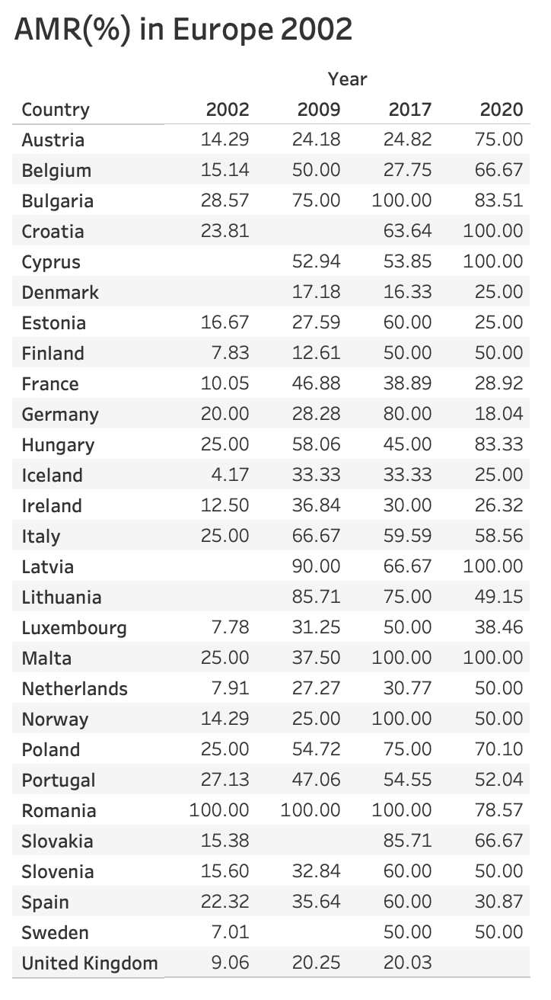 AMR(%) in Europe 2002
Year
Country 2002 2009 2017 2020
Austria 14.29 24.18 24.82 75.00
Belgium 15.14 50.00 27.75 66.67
Bulgaria 28.57 75.00 100.00 83.51
Croatia 23.81 63.64 100.00
Cyprus 52.94 53.85 100.00
Denmark 17.18 16.33 25.00
Estonia 16.67 27.59 60.00 25.00
Finland 7.83 12.61 50.00 50.00
France 10.05 46.88 38.89 28.92
Germany 20.00 28.28 80.00 18.04
Hungary 25.00 58.06 45.00 83.33
Iceland 4.17 33.33 33.33 25.00
Ireland 12.50 36.84 30.00 26.32
Italy 25.00 66.67 59.59 58.56
Latvia 90.00 66.67 100.00
Lithuania 85.71 75.00 49.15
Luxembourg 7.78 31.25 50.00 38.46
Malta 25.00 37.50 100.00 100.00
Netherlands 7.91 27.27 30.77 50.00
Norway 14.29 25.00 100.00 50.00
Poland 25.00 54.72 75.00 70.10
Portugal 27.13 47.06 54.55 52.04
Romania 100.00 100.00 100.00 78.57
Slovakia 15.38 85.71 66.67
Slovenia 15.60 32.84 60.00 50.00
Spain 22.32 35.64 60.00 30.87
Sweden 7.01 50.00 50.00
United Kingdom 9.06 20.25 20.03